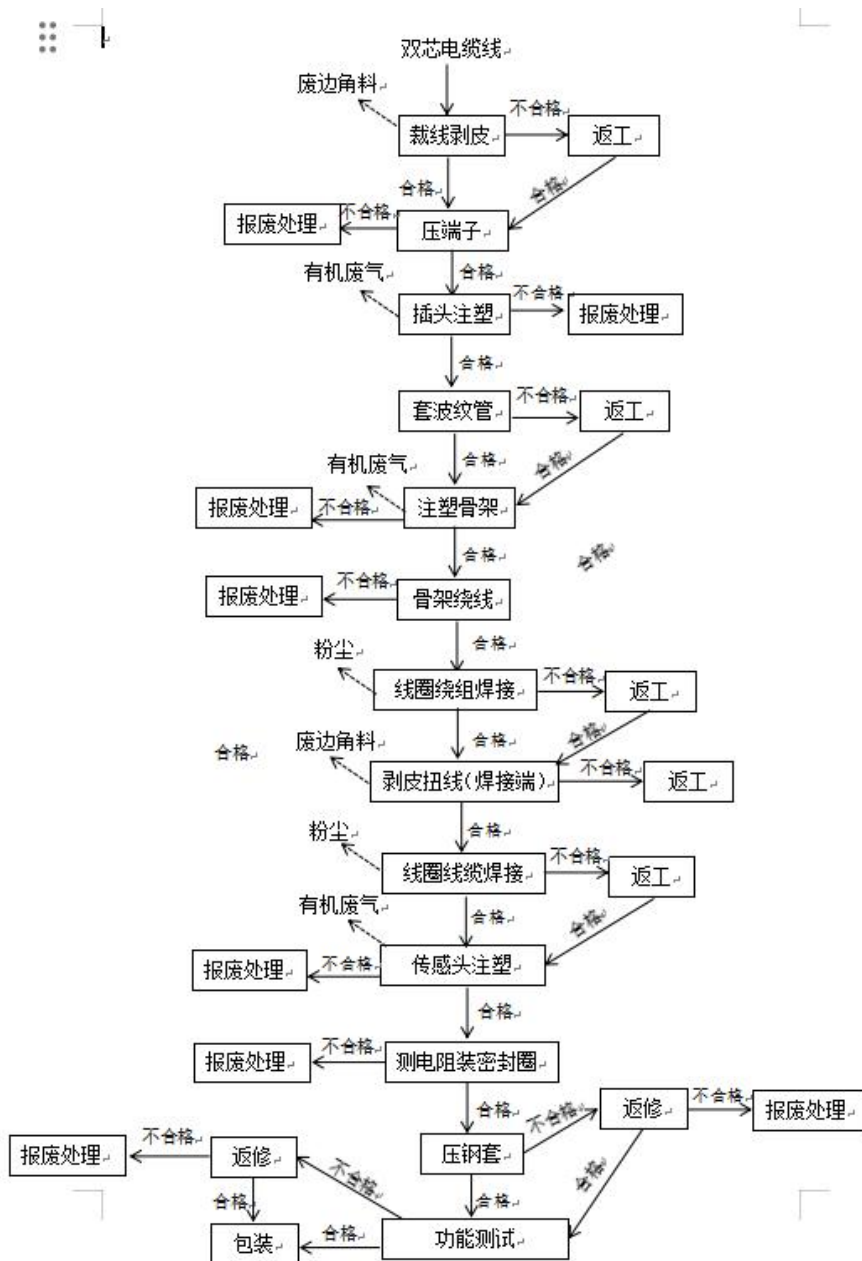 双芯电缆线
废边角料
不合格
裁线剥皮
返工
合格
合格
不合格
报废处理
压端子
有机废气
合格
不合格
插头注塑
报废处理
合格
不合格
套波纹管
返工
有机废气
合格
合格
报废处理
不合格
注塑骨架
合格
合格
不合格
报废处理
骨架绕线
粉尘
合格
不合格
线圈绕组焊接
返工
合格
废边角料
合格
合格
不合格
剥皮扭线(焊接端)
返工
粉尘
合格
不合格
线圈线缆焊接
返工
有机废气
合格
合格
报废处理
不合格
传感头注塑
合格
不合格
报废处理
测电阻装密封圈
合格
不合格
返修
不合格
报废处理
不合格
报废处理
返修
不合格
压钢套
合格
合格
合格
包装
合格
功能测试